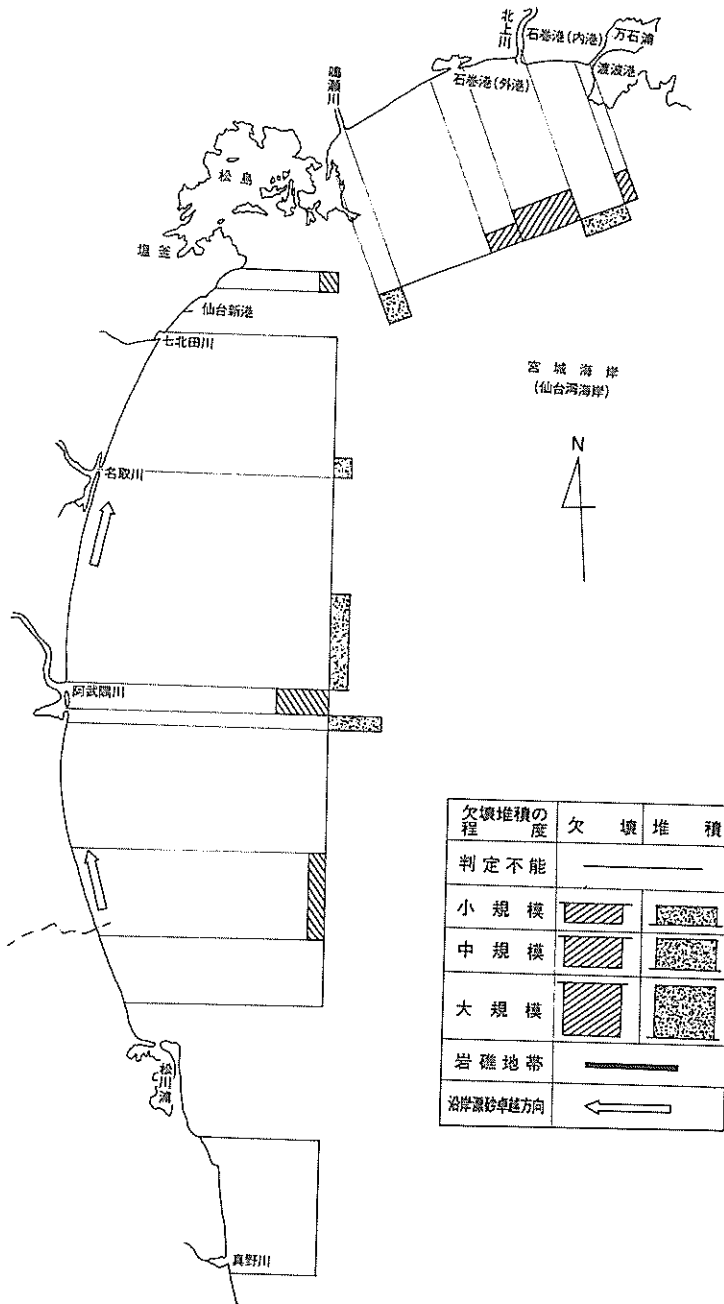 北上川
石巻港(内港)
万石浦
渡波港
石巻港(外港)
鳴瀬川
松島
塩釜
仙台新港
七北田川
宮城海岸
(仙台湾海岸)
N
名取川
阿武隈川
欠壊堆積の程度
欠壊
堆積
判定不能
小規模
中規模
大規模
岩礁地帯
沿岸漂砂卓越方向
松川浦
真野川